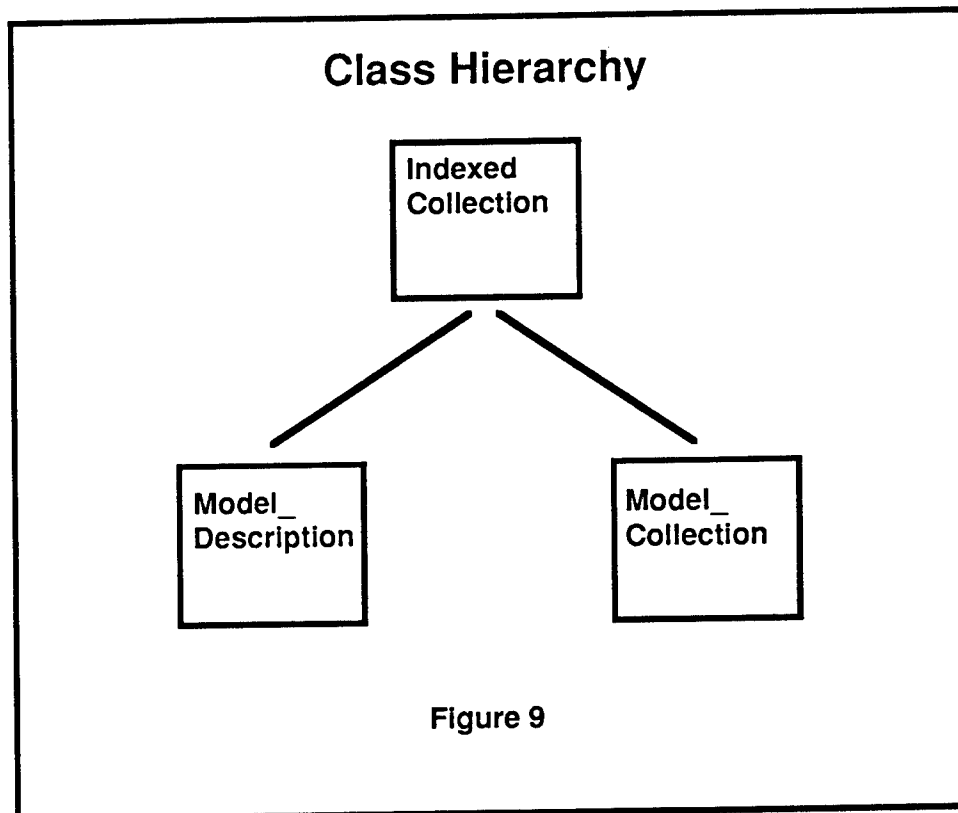 Class Hierarchy
Indexed
Collection
Model_
Description
Model_
Collection
Figure 9